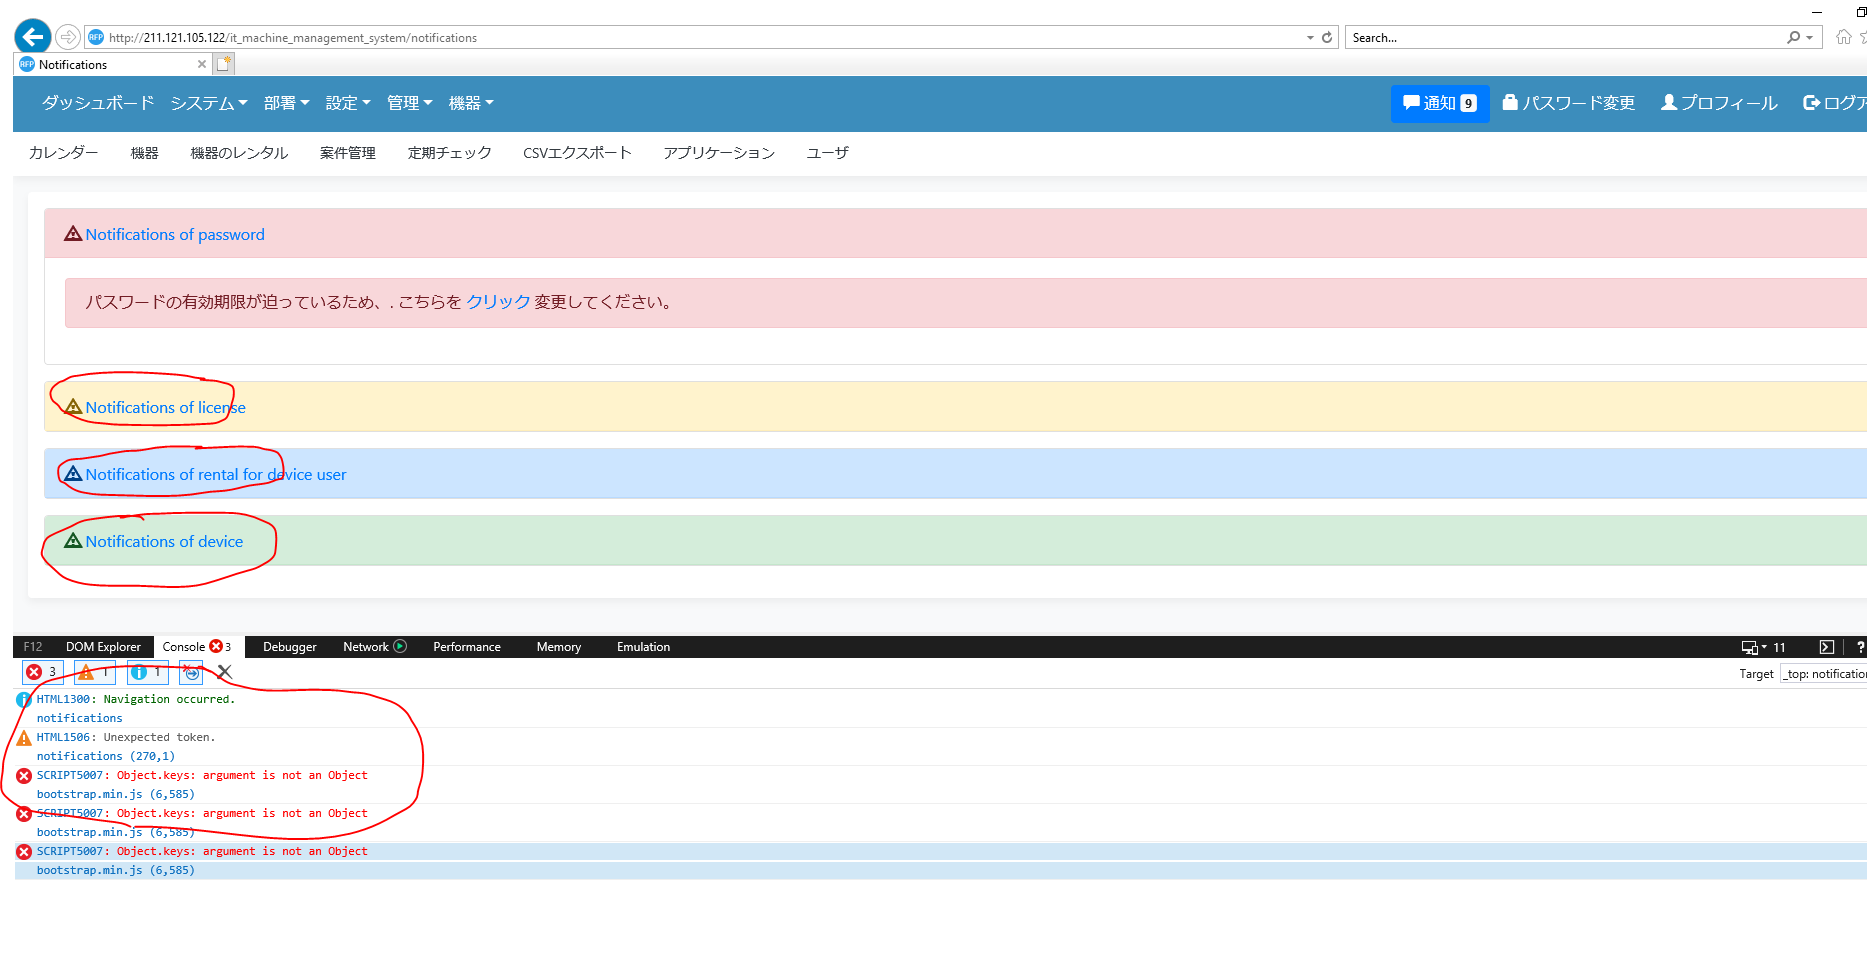 RFP http://211.121.105.122/it_machine_management_system/notifications
Search...
RFP Notifications
ダッシュボード システム 部署 設定 管理 機器 通知 9 パスワード変更 プロフィール ログア
カレンダー 機器 機器のレンタル 案件管理 定期チェック CSVエクスポート アプリケーション ユーザ
Notifications of password
パスワードの有効期限が迫っているため、. こちらを クリック 変更してください。
Notifications of license
Notifications of rental for device user
Notifications of device
F12 DOM Explorer Console 3 Debugger Network Performance Memory Emulation 11 ?
3 1 1
Target _top: notification
HTML1300: Navigation occurred.
notifications
HTML1506: Unexpected token.
notifications (270,1)
SCRIPT5007: Object.keys: argument is not an Object
bootstrap.min.js (6,585)
SCRIPT5007: Object.keys: argument is not an Object
bootstrap.min.js (6,585)
SCRIPT5007: Object.keys: argument is not an Object
bootstrap.min.js (6,585)